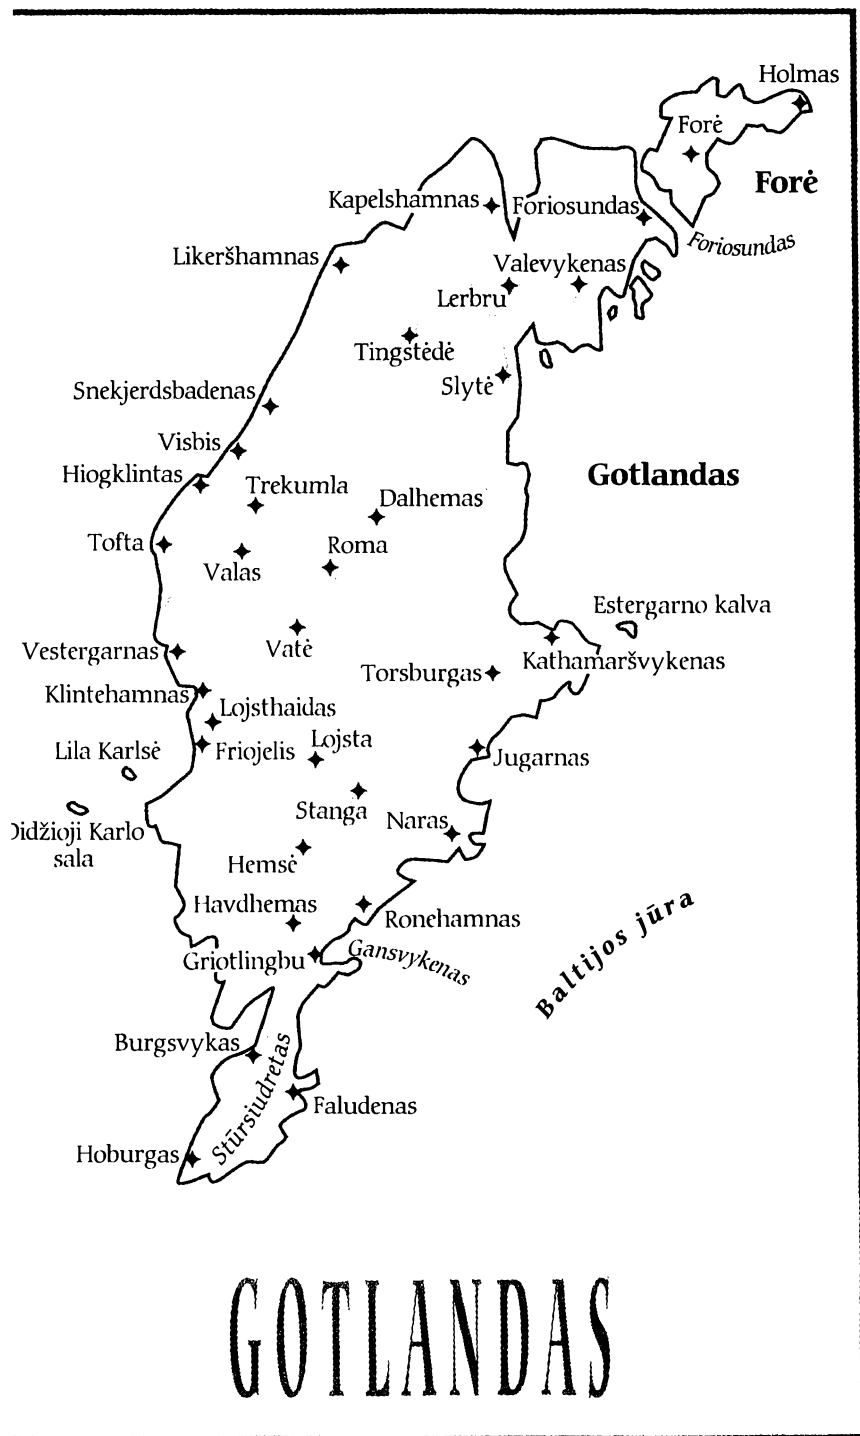 Holmas
Forė
Forė
Kapelshamnas
Foriosundas
Foriosundas
Likeršhamnas
Valevykenas
Lerbru
Tingstėdė
Slytė
Snekjerdsbadenas
Visbis
Hiogklintas
Trekumla
Gotlandas
Dalhemas
Tofta
Roma
Valas
Estergarno kalva
Vatė
Vestergarnas
Kathamaršvykenas
Torsburgas
Klintehamnas
Lojsthaidas
Lojsta
Lila Karlsė
Friojelis
Jugarnas
Stanga
Naras
Didžioji Karlo
sala
Hemsė
Havdhemas
Ronehamnas
Baltijos jūra
Gansvykenas
Griotlingbu
Burgsvykas
Stūrsiudretas
Faludenas
Hoburgas
GOTLANDAS